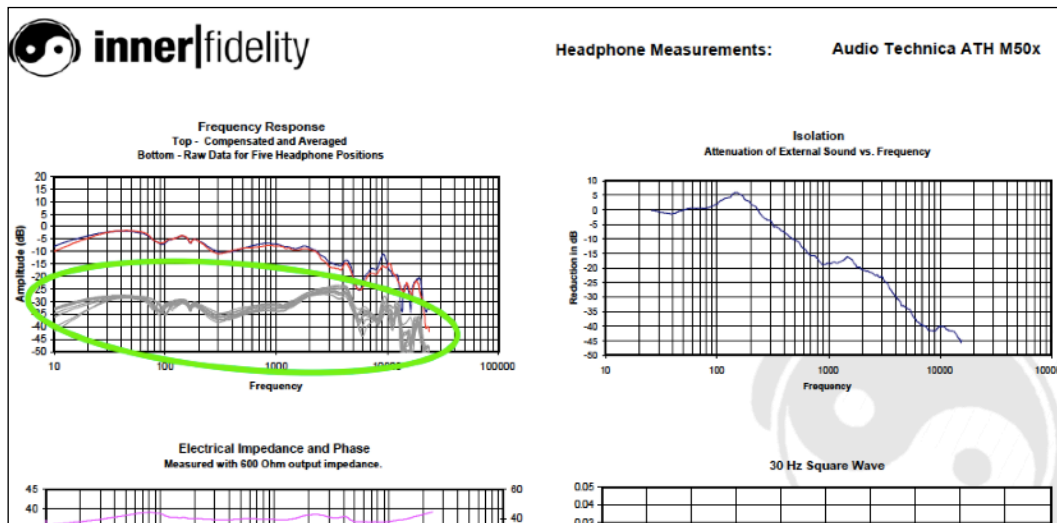 inner|fidelity
Headphone Measurements: Audio Technica ATH M50x
Frequency Response
Top - Compensated and Averaged
Bottom - Raw Data for Five Headphone Positions
20
15
10
5
0
-5
-10
-15
-20
-25
-30
-35
-40
-45
-50
Amplitude (dB)
10 100 1000 10000 100000
Frequency
Isolation
Attenuation of External Sound vs. Frequency
10
5
0
-5
-10
-15
-20
-25
-30
-35
-40
-45
-50
Reduction in dB
10 100 1000 10000
Frequency
Electrical Impedance and Phase
Measured with 600 Ohm output impedance.
45 60
40 40
30 Hz Square Wave
0.05
0.04